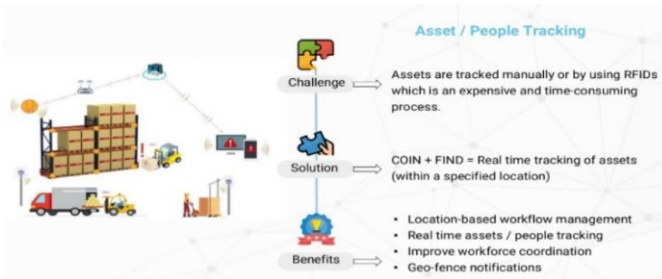 Asset / People Tracking
Challenge
Assets are tracked manually or by using RFIDs
which is an expensive and time-consuming
process.
Solution
COIN + FIND = Real time tracking of assets
(within a specified location)
Benefits
• Location-based workflow management
• Real time assets / people tracking
• Improve workforce coordination
• Geo-fence notifications